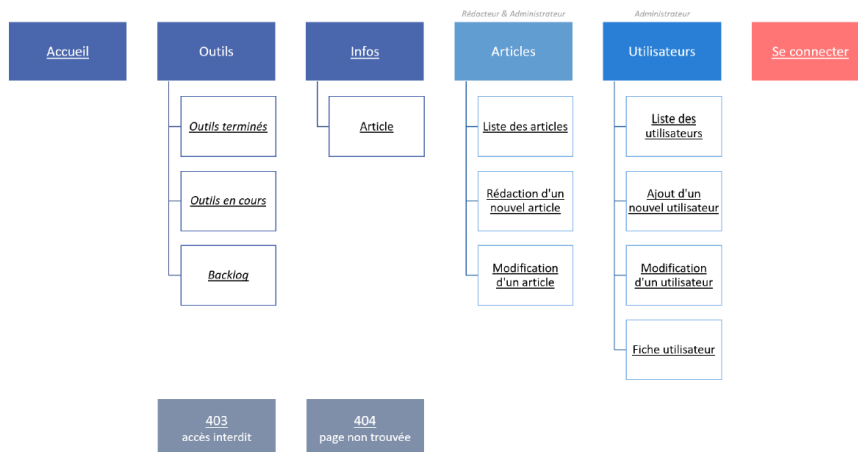 Rédacteur & Administrateur
Administrateur
Accueil
Outils
Infos
Articles
Utilisateurs
Se connecter
Outils terminés
Article
Liste des articles
Liste des
utilisateurs
Outils en cours
Rédaction d'un
nouvel article
Ajout d'un
nouvel utilisateur
Backlog
Modification
d'un article
Modification
d'un utilisateur
Fiche utilisateur
403
accès interdit
404
page non trouvée